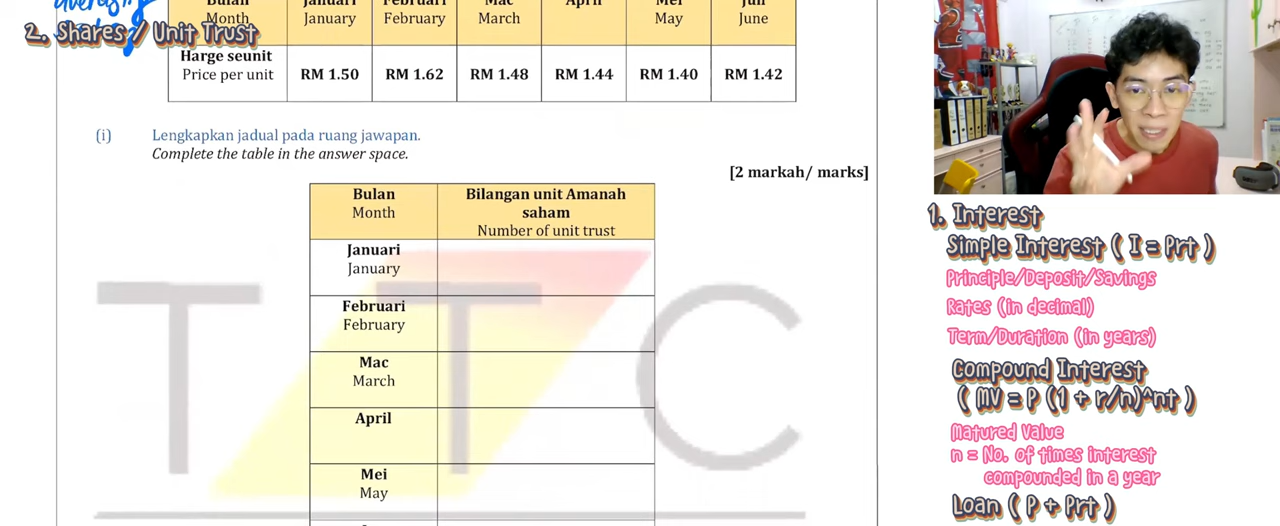 averaging
Bulan Januari Februari Mac April Mei Jun
Month January February March May June
2. Shares / Unit Trust
Harga seunit
Price per unit RM 1.50 RM 1.62 RM 1.48 RM 1.44 RM 1.40 RM 1.42
(i) Lengkapkan jadual pada ruang jawapan.
Complete the table in the answer space.
[2 markah/ marks]
Bulan
Month
Bilangan unit Amanah
saham
Number of unit trust
Januari
January
Februari
February
Mac
March
April
Mei
May
TTC
1. Interest
Simple Interest ( I = Prt )
Principle/Deposit/Savings
Rates (in decimal)
Term/Duration (in years)
Compound Interest
( MV = P (1 + r/n)^nt )
Matured Value
n = No. of times interest
compounded in a year
Loan ( P + Prt )